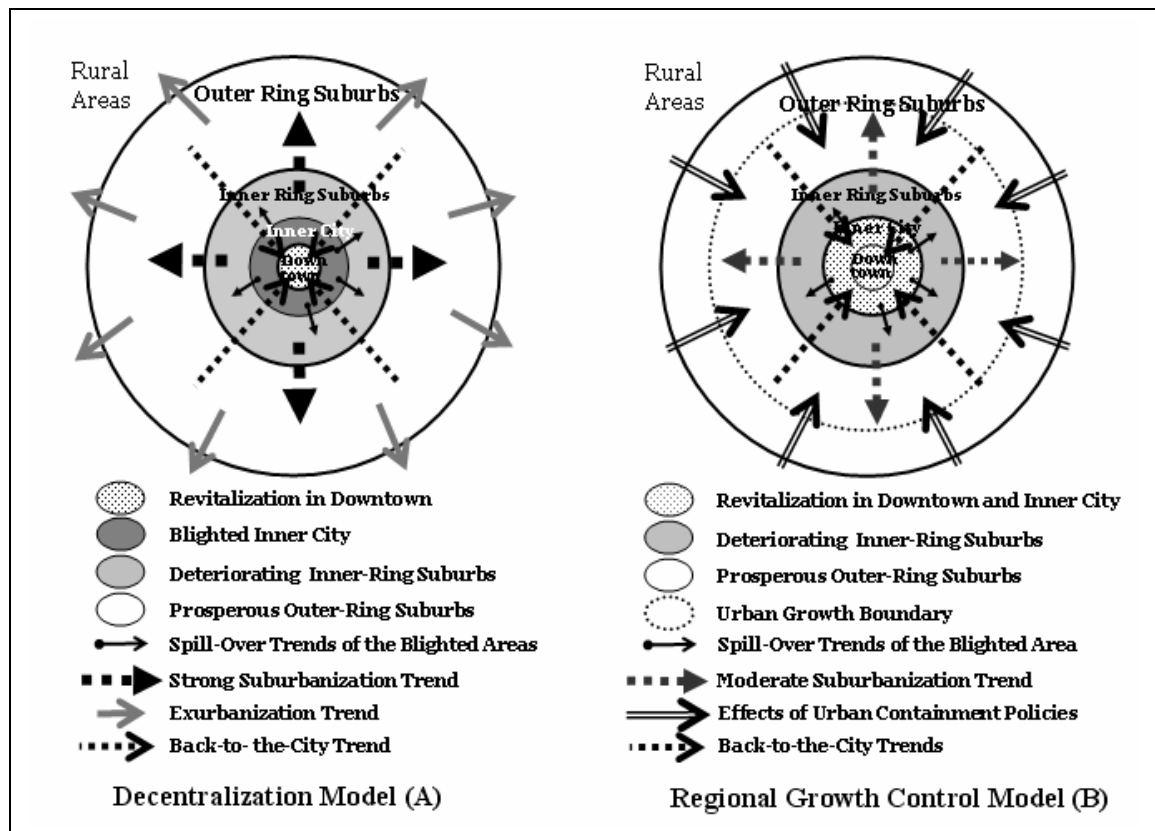 Rural
Areas
Outer Ring Suburbs
Inner Ring Suburbs
Inner City
Down
town
Revitalization in Downtown
Blighted Inner City
Deteriorating Inner-Ring Suburbs
Prosperous Outer-Ring Suburbs
Spill-Over Trends of the Blighted Areas
Strong Suburbanization Trend
Exurbanization Trend
Back-to- the-City Trend
Decentralization Model (A)
Rural
Areas
Outer Ring Suburbs
Inner Ring Suburbs
Inner City
Down
town
Revitalization in Downtown and Inner City
Deteriorating Inner-Ring Suburbs
Prosperous Outer-Ring Suburbs
Urban Growth Boundary
Spill-Over Trends of the Blighted Area
Moderate Suburbanization Trend
Effects of Urban Containment Policies
Back-to-the-City Trends
Regional Growth Control Model (B)